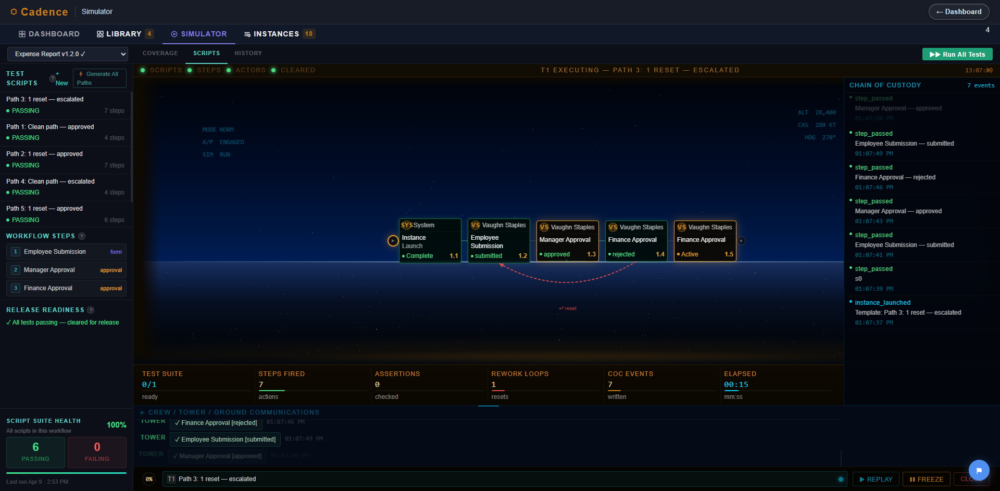 Cadence
Simulator
← Dashboard
DASHBOARD
LIBRARY 4
SIMULATOR
INSTANCES 18
4
Expense Report v1.2.0 ✓
COVERAGE
SCRIPTS
HISTORY
▶▶ Run All Tests
TEST SCRIPTS ?
+ New
Generate All Paths
Path 3: 1 reset — escalated
PASSING
7 steps
Path 1: Clean path — approved
PASSING
4 steps
Path 2: 1 reset — approved
PASSING
7 steps
Path 4: Clean path — escalated
PASSING
4 steps
Path 5: 1 reset — approved
PASSING
6 steps
WORKFLOW STEPS ?
1 Employee Submission form
2 Manager Approval approval
3 Finance Approval approval
RELEASE READINESS ?
✓ All tests passing — cleared for release
SCRIPT SUITE HEALTH
All scripts in this workflow
100%
6
PASSING
0
FAILING
Last run Apr 9 · 2:53 PM
SCRIPTS
STEPS
ACTORS
CLEARED
T1 EXECUTING — PATH 3: 1 RESET — ESCALATED
13:07:49
MODE NORM
A/P ENGAGED
SIM RUN
ALT 28,400
CAS 280 KT
HDG 270°
SYS System
Instance
Launch
Complete 1.1
VS Vaughn Staples
Employee
Submission
submitted 1.2
VS Vaughn Staples
Manager Approval
approved 1.3
VS Vaughn Staples
Finance Approval
rejected 1.4
VS Vaughn Staples
Finance Approval
Active 1.5
↩ reset
CHAIN OF CUSTODY
7 events
step_passed
Manager Approval — approved
01:07:50 PM
step_passed
Employee Submission — submitted
01:07:49 PM
step_passed
Finance Approval — rejected
01:07:46 PM
step_passed
Manager Approval — approved
01:07:43 PM
step_passed
Employee Submission — submitted
01:07:41 PM
step_passed
s0
01:07:39 PM
instance_launched
Template: Path 3: 1 reset — escalated
01:07:37 PM
TEST SUITE
0/1
ready
STEPS FIRED
7
actions
ASSERTIONS
0
checked
REWORK LOOPS
1
resets
COC EVENTS
7
written
ELAPSED
00:15
mm:ss
CREW / TOWER / GROUND COMMUNICATIONS
TOWER ✓ Finance Approval [rejected] 01:07:46 PM
TOWER ✓ Employee Submission [submitted] 01:07:49 PM
TOWER ✓ Manager Approval [approved] 01:07:50 PM
0%
T1 Path 3: 1 reset — escalated
▶ REPLAY
FREEZE